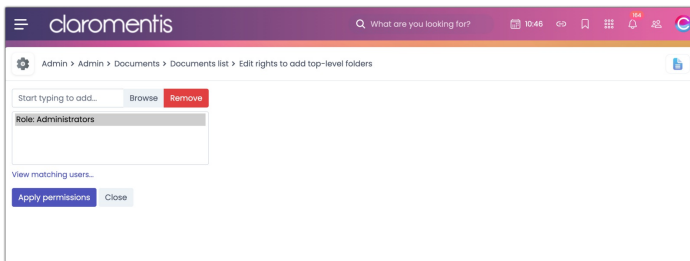 claromentis
What are you looking for?
10:46
164
Admin > Admin > Documents > Documents list > Edit rights to add top-level folders
Start typing to add...
Browse
Remove
Role: Administrators
View matching users...
Apply permissions
Close